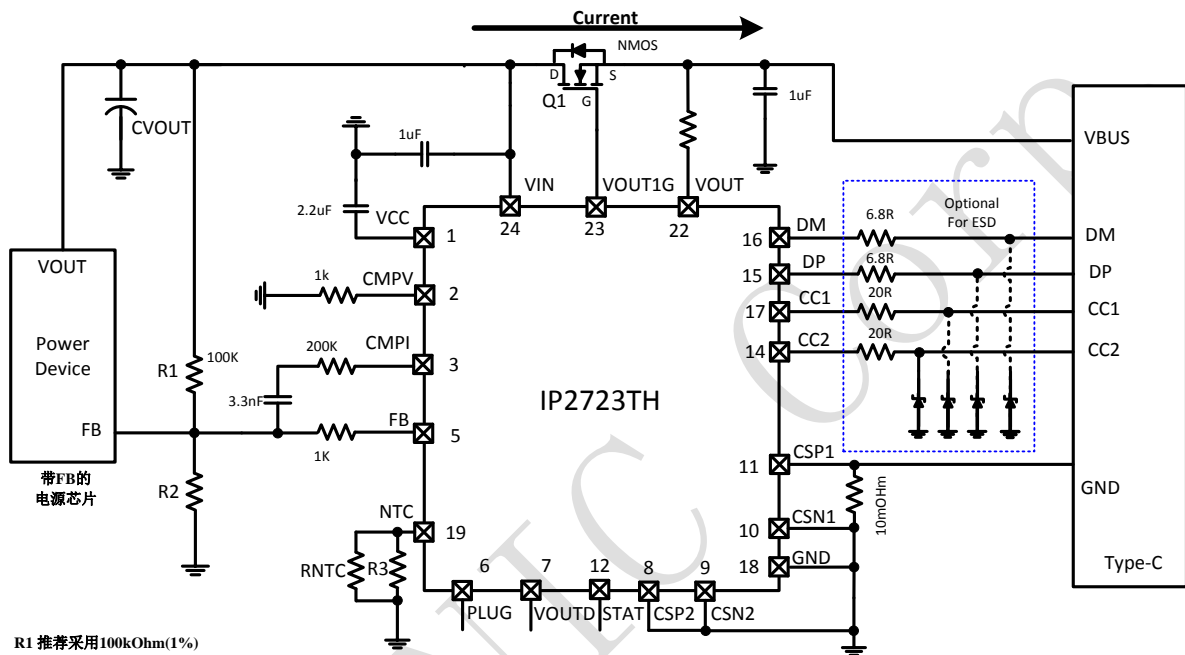 Current
NMOS
D
S
G
Q1
1uF
CVOUT
1uF
VBUS
VIN
VOUT1G
VOUT
2.2uF
VCC
24
23
22
Optional
For ESD
1
16
DM
6.8R
DM
VOUT
1k
CMPV
2
15
DP
6.8R
DP
17
CC1
20R
CC1
Power
Device
R1
100K
200K
CMPI
3
14
CC2
20R
CC2
3.3nF
IP2723TH
FB
FB
5
1K
11
CSP1
带FB的
电源芯片
R2
GND
10mOHm
NTC
19
10
CSN1
RNTC
R3
18
GND
Type-C
6
7
12
8
9
PLUG
VOUTD
STAT
CSP2
CSN2
R1 推荐采用100kOhm(1%)
NIC Corp